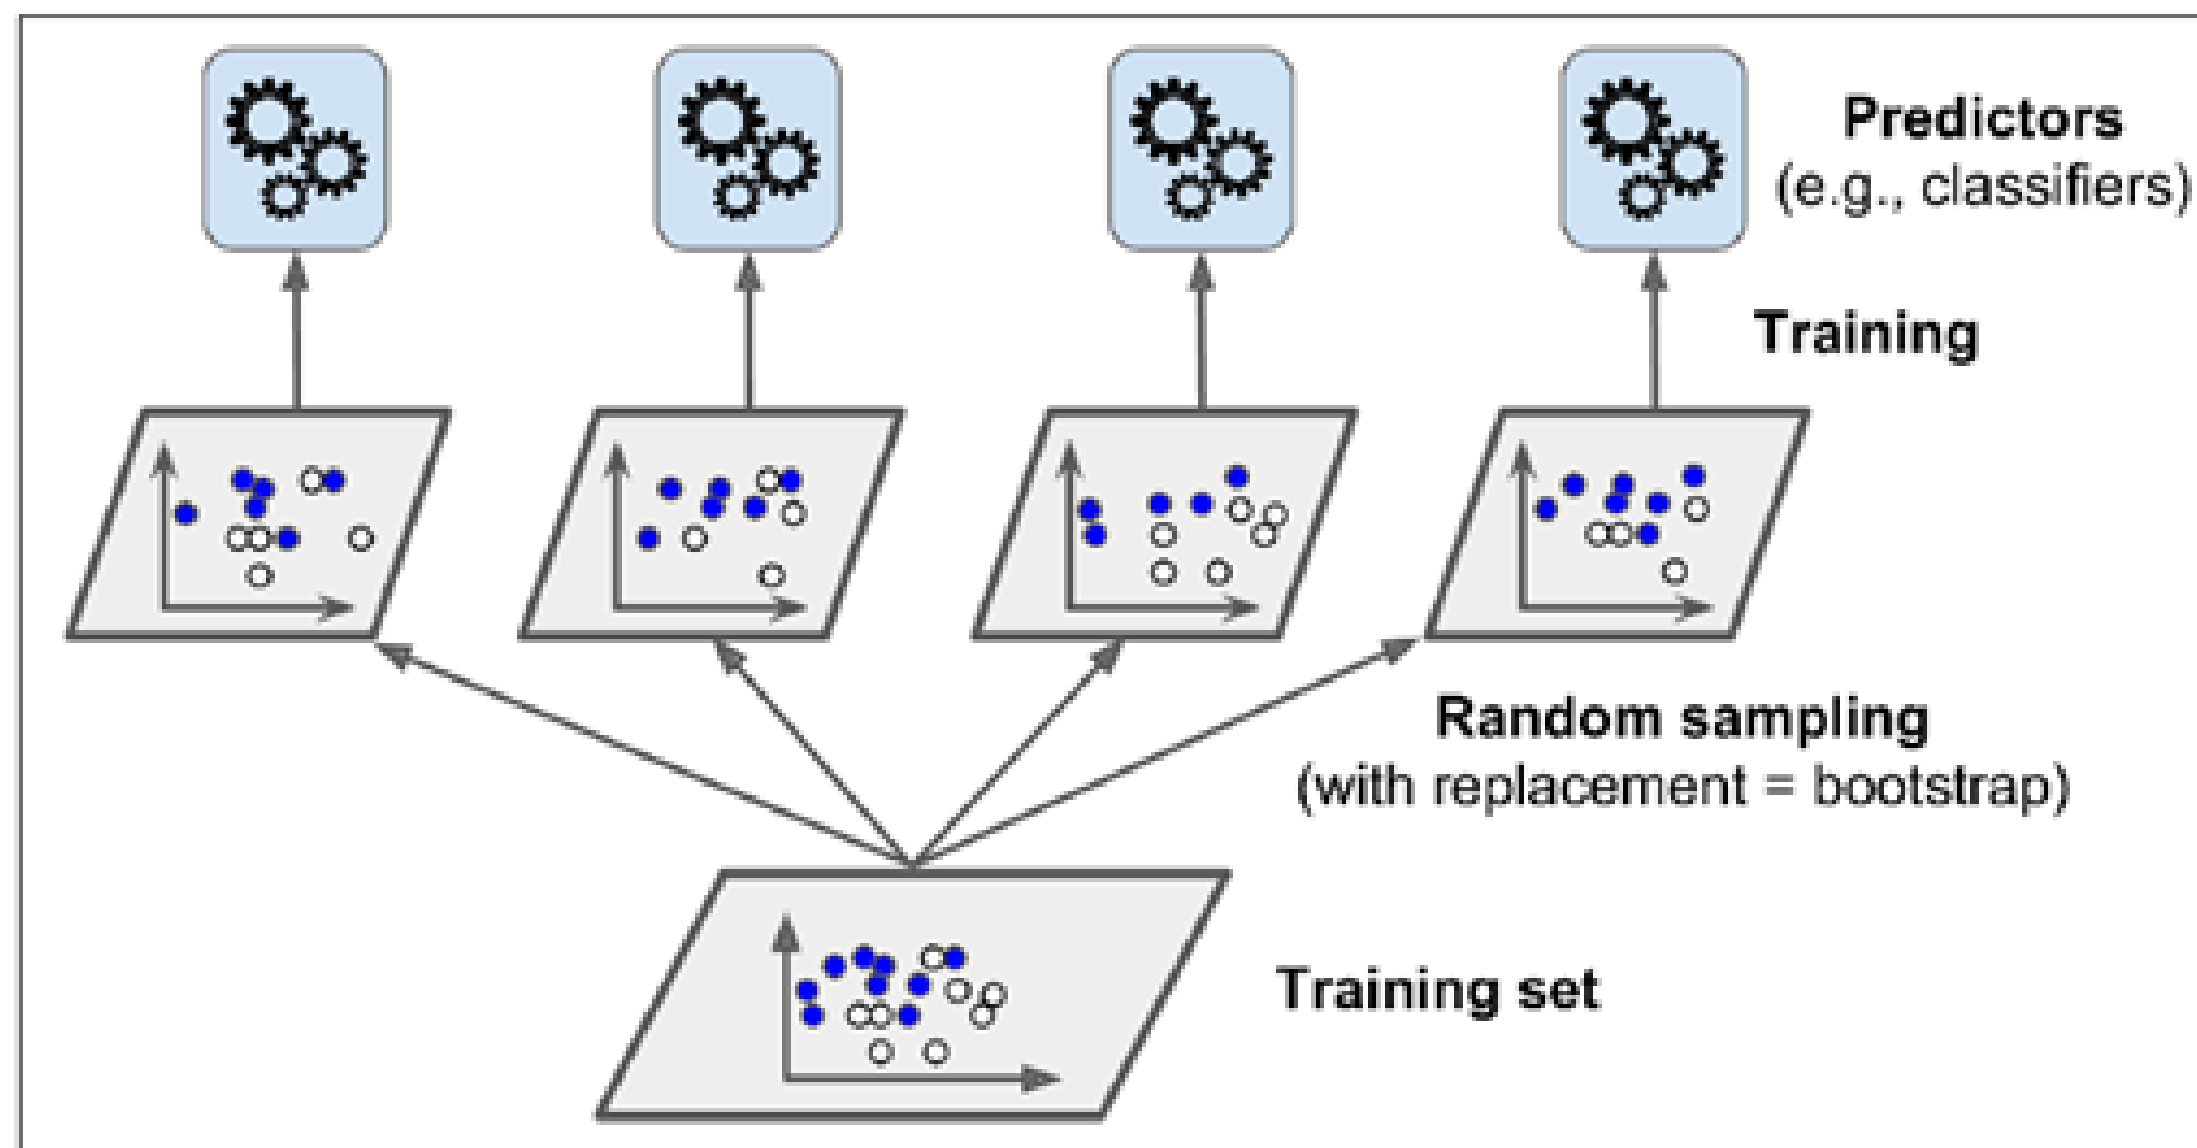 Predictors
(e.g., classifiers)
Training
Random sampling
(with replacement = bootstrap)
Training set